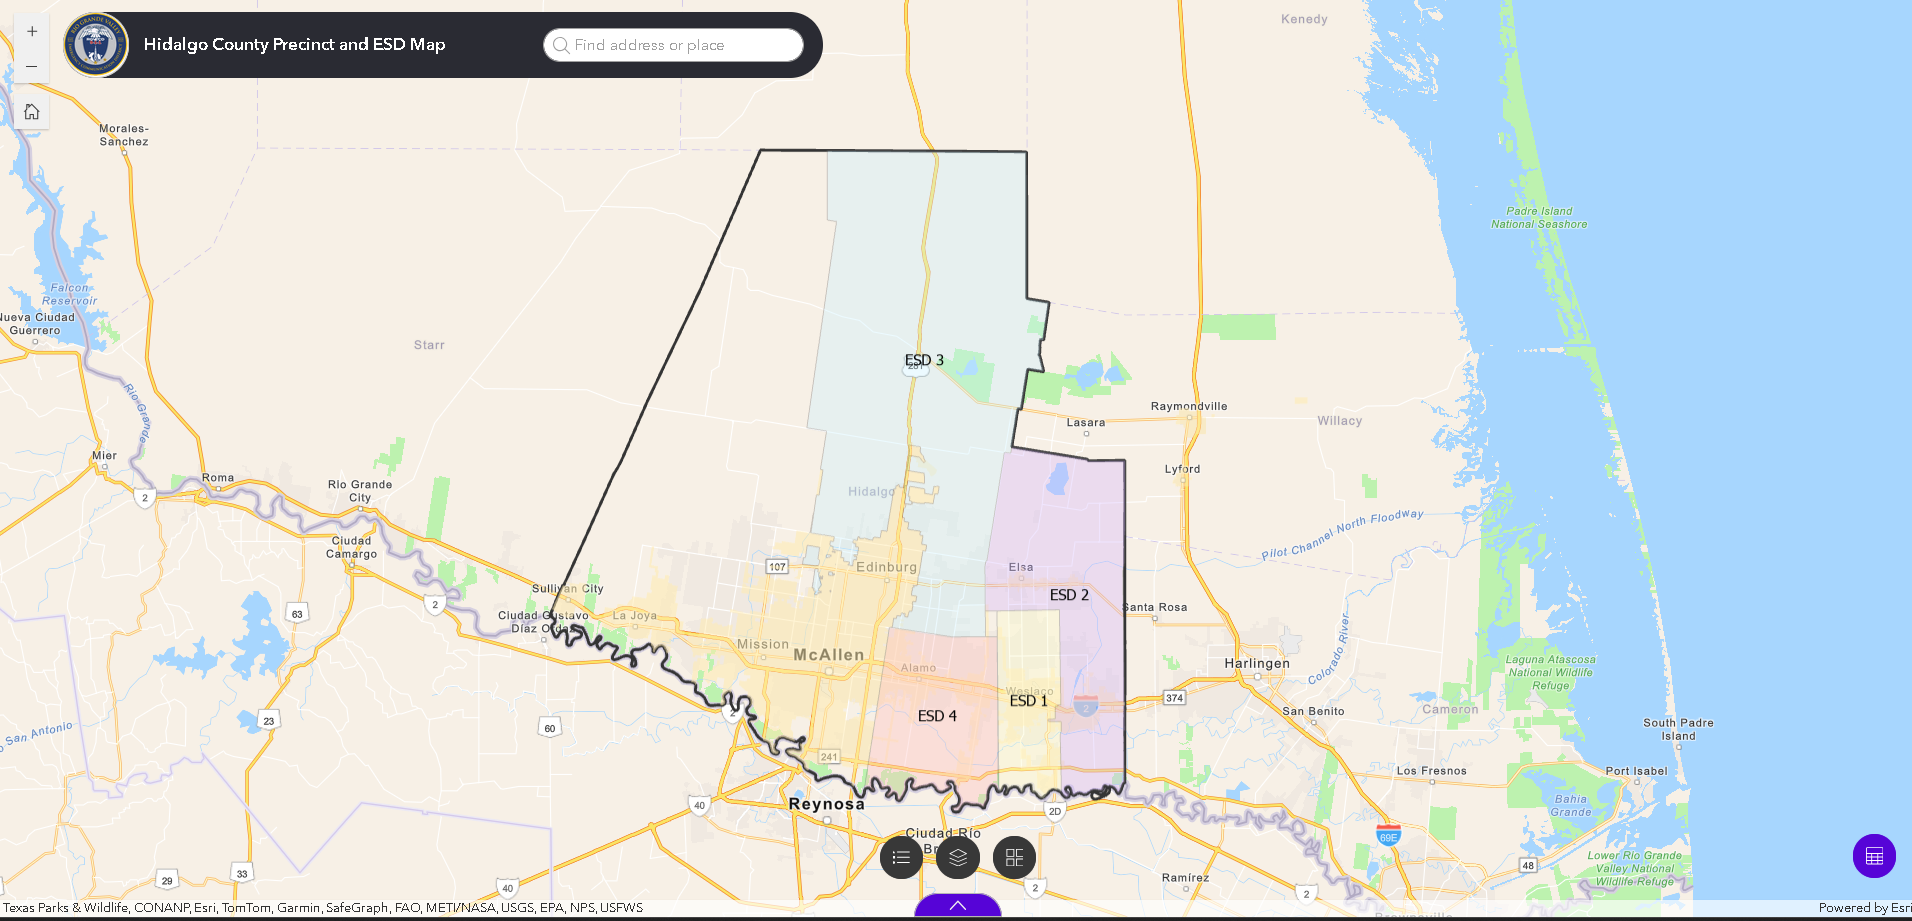 Hidalgo County Precinct and ESD Map
Find address or place
Kenedy
Morales-
Sanchez
Padre Island
National Seashore
Falcon
Reservoir
Nueva Ciudad
Guerrero
Starr
ESD 3
281
Rio Grande
Raymondville
Lasara
Willacy
Mier
Lyford
Roma
Rio Grande
City
2
Hidalgo
Pilot Channel North Floodway
Ciudad
Camargo
107
Edinburg
Elsa
Sullivan City
ESD 2
2
63
Ciudad Gustavo
Díaz Ordaz
La Joya
Santa Rosa
Mission
McAllen
Colorado River
Harlingen
Laguna Atascosa
National Wildlife
Refuge
Alamo
Weslaco
374
ESD 1
2
ESD 4
2
San Benito
Cameron
23
60
South Padre
Island
San Antonio
241
Los Fresnos
Port Isabel
Reynosa
40
2D
Bahia
Grande
Ciudad Río
69E
Lower Rio Grande
Valley National
Wildlife Refuge
48
29
33
40
2
Ramírez
2
Brownsville
Texas Parks & Wildlife, CONANP, Esri, TomTom, Garmin, SafeGraph, FAO, METI/NASA, USGS, EPA, NPS, USFWS
Powered by Esri